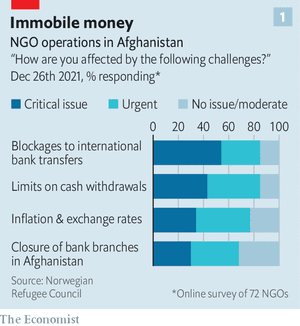 Immobile money
1
NGO operations in Afghanistan
“How are you affected by the following challenges?”
Dec 26th 2021, % responding*
Critical issue
Urgent
No issue/moderate
0 20 40 60 80 100
Blockages to international
bank transfers
Limits on cash withdrawals
Inflation & exchange rates
Closure of bank branches
in Afghanistan
Source: Norwegian
Refugee Council
*Online survey of 72 NGOs
The Economist